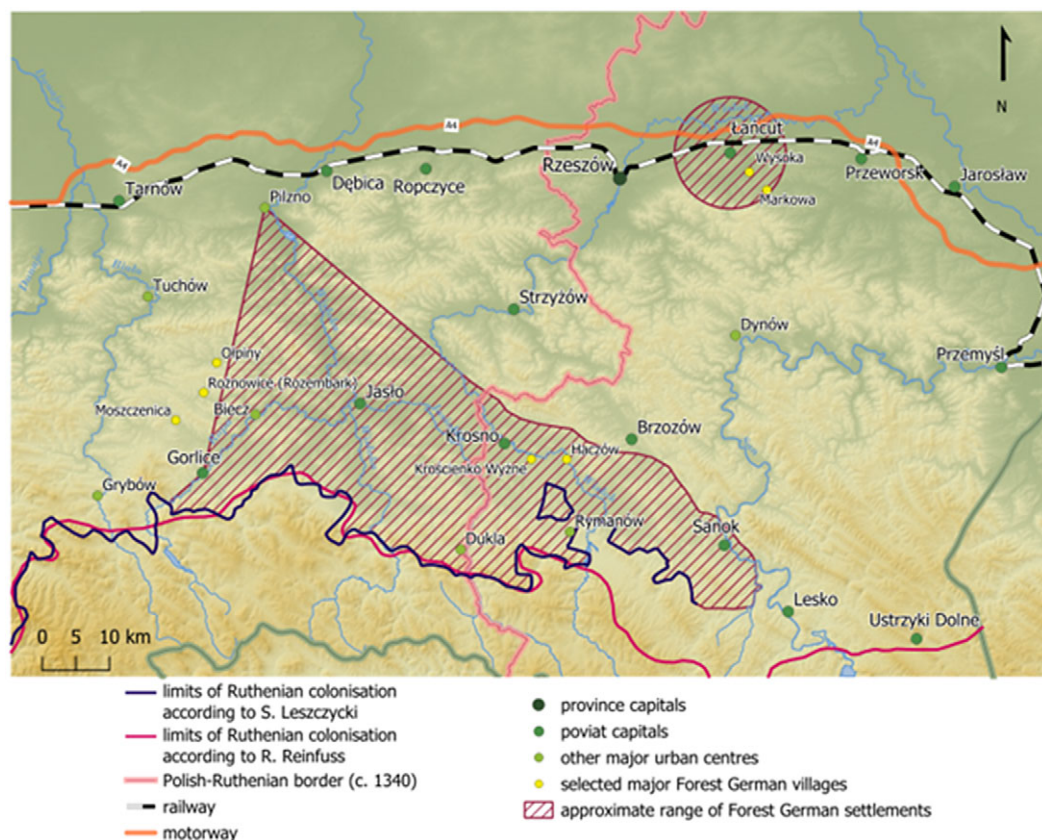 A4
N
Łańcut
A4
Wysoka
A4
Rzeszów
Przeworsk
Jarosław
Dębica
Ropczyce
Tarnów
Markowa
Pilzno
Dunajec
Biała
Tuchów
Strzyżów
Dynów
Przemyśl
Ołpiny
Rożnowice (Rozembark)
Jasło
Moszczenica
Biecz
Brzozów
Krosno
Haczów
Gorlice
Krościenko Wyżne
Grybów
Rymanów
Sanok
Dukla
Lesko
Ustrzyki Dolne
0 5 10 km
limits of Ruthenian colonisation
according to S. Leszczycki
limits of Ruthenian colonisation
according to R. Reinfuss
Polish-Ruthenian border (c. 1340)
railway
motorway
province capitals
poviat capitals
other major urban centres
selected major Forest German villages
approximate range of Forest German settlements